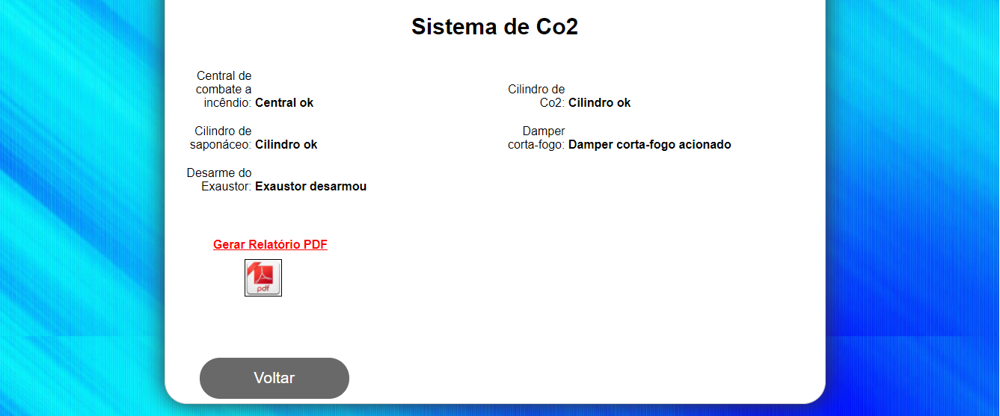 Sistema de Co2
Central de
combate a
incêndio: Central ok
Cilindro de
Co2: Cilindro ok
Cilindro de
saponáceo: Cilindro ok
Damper
corta-fogo: Damper corta-fogo acionado
Desarme do
Exaustor: Exaustor desarmou
Gerar Relatório PDF
pdf
Voltar